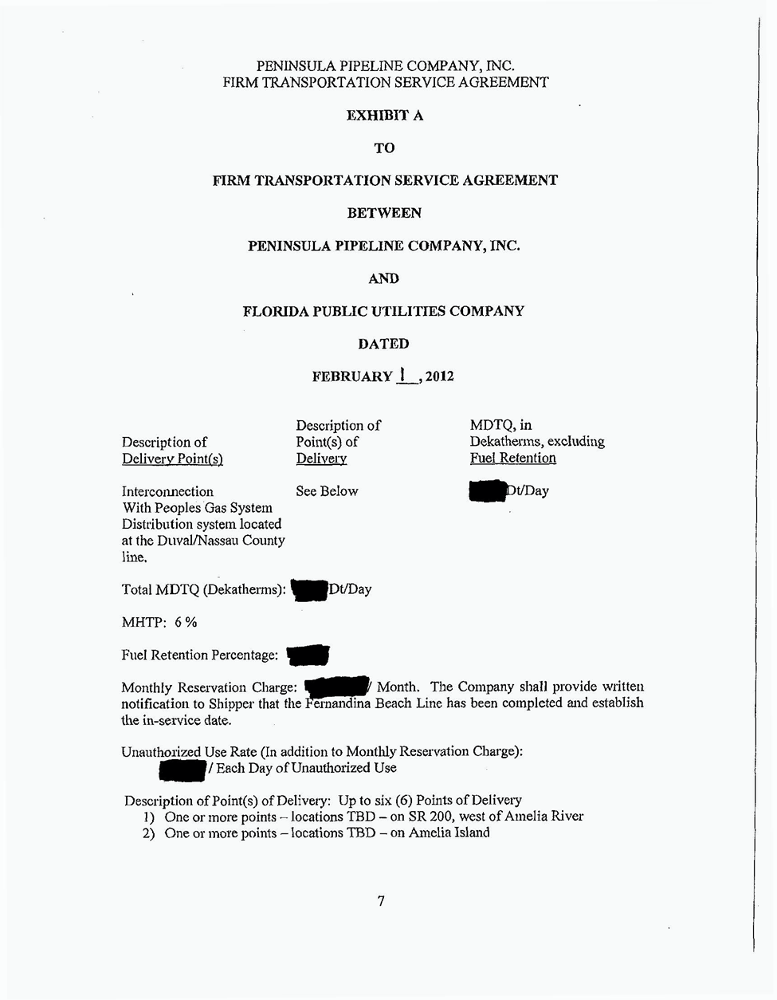 PENINSULA PIPELINE COMPANY, INC.
FIRM TRANSPORTATION SERVICE AGREEMENT
EXHIBIT A
TO
FIRM TRANSPORTATION SERVICE AGREEMENT
BETWEEN
PENINSULA PIPELINE COMPANY, INC.
AND
FLORIDA PUBLIC UTILITIES COMPANY
DATED
FEBRUARY 1, 2012
Description of
Delivery Point(s)
Description of
Point(s) of
Delivery
MDTQ, in
Dekatherms, excluding
Fuel Retention
Interconnection
With Peoples Gas System
Distribution system located
at the Duval/Nassau County
line.
See Below
Dt/Day
Total MDTQ (Dekatherms): Dt/Day
MHTP: 6 %
Fuel Retention Percentage:
Monthly Reservation Charge: / Month. The Company shall provide written
notification to Shipper that the Fernandina Beach Line has been completed and establish
the in-service date.
Unauthorized Use Rate (In addition to Monthly Reservation Charge):
/ Each Day of Unauthorized Use
Description of Point(s) of Delivery: Up to six (6) Points of Delivery
1) One or more points – locations TBD – on SR 200, west of Amelia River
2) One or more points – locations TBD – on Amelia Island
7